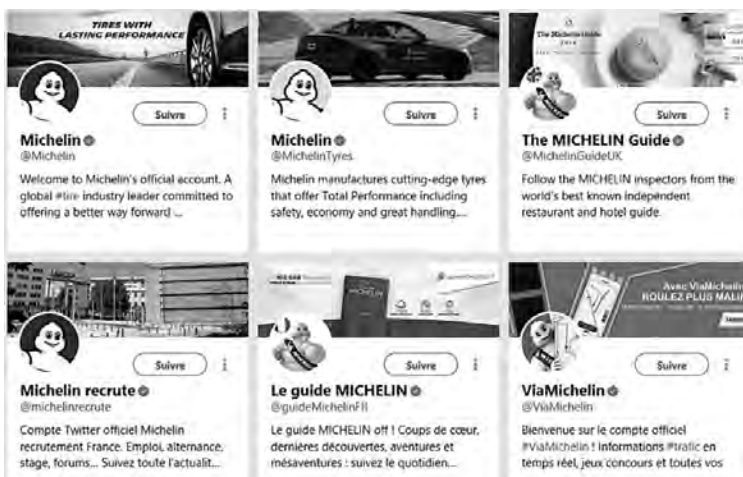 TIRES WITH
LASTING PERFORMANCE
Suivre
Michelin
@Michelin
Welcome to Michelin's official account. A
global #tire industry leader committed to
offering a better way forward ...
Suivre
Michelin
@MichelinTyres
Michelin manufactures cutting-edge tyres
that offer Total Performance including
safety, economy and great handling....
The Michelin Guide
Suivre
The MICHELIN Guide
@MichelinGuideUK
Follow the MICHELIN inspectors from the
world's best known independent
restaurant and hotel guide
Suivre
Michelin recrute
@michelinrecrute
Compte Twitter officiel Michelin
recrutement France. Emploi, alternance,
stage, forums... Suivez toute l'actualit...
MICHELIN
Suivre
Le guide MICHELIN
@guideMichelinFR
Le guide MICHELIN off ! Coups de cœur,
dernières découvertes, aventures et
mésaventures : suivez le quotidien...
Avec ViaMichelin
ROULEZ PLUS MALIN
Suivre
ViaMichelin
@ViaMichelin
Bienvenue sur le compte officiel
#ViaMichelin ! Informations #trafic en
temps réel, jeux concours et toutes vos